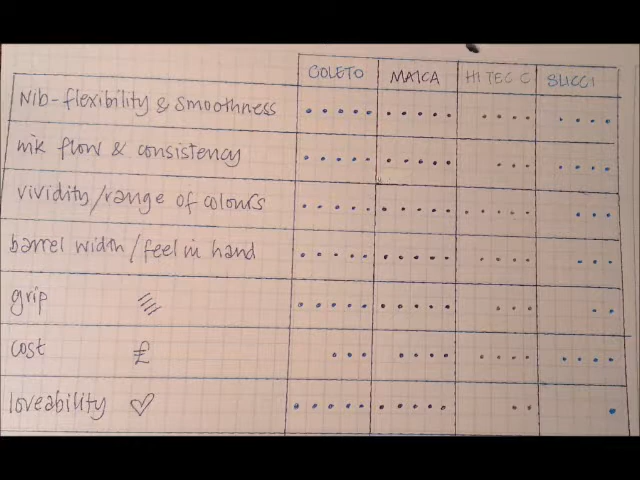 COLETO MAICA HI TEC C SLICCI
Nib-flexibility & smoothness
ink flow & consistency
vividity/range of colours
barrel width/feel in hand
grip
cost £
loveability